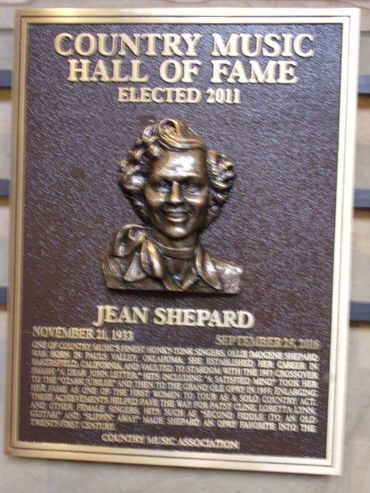 COUNTRY MUSIC
HALL OF FAME
ELECTED 2011
JEAN SHEPARD
NOVEMBER 21, 1933 SEPTEMBER 25, 2016
ONE OF COUNTRY MUSIC'S FINEST HONKY-TONK SINGERS, OLLIE IMOGENE SHEPARD
WAS BORN IN PAULS VALLEY, OKLAHOMA. SHE ESTABLISHED HER CAREER IN
BAKERSFIELD, CALIFORNIA, AND VAULTED TO STARDOM WITH THE 1953 CROSSOVER
SMASH "A DEAR JOHN LETTER." HITS INCLUDING "A SATISFIED MIND" TOOK HER
TO THE "OZARK JUBILEE" AND THEN TO THE GRAND OLE OPRY IN 1955, ENLARGING
HER FAME AS ONE OF THE FIRST WOMEN TO TOUR AS A SOLO COUNTRY ACT.
THESE ACHIEVEMENTS HELPED PAVE THE WAY FOR PATSY CLINE, LORETTA LYNN,
AND OTHER FEMALE SINGERS. HITS SUCH AS "SECOND FIDDLE (TO AN OLD
GUITAR)" AND "SLIPPIN' AWAY" MADE SHEPARD AN OPRY FAVORITE INTO THE
TWENTY-FIRST CENTURY.
COUNTRY MUSIC ASSOCIATION